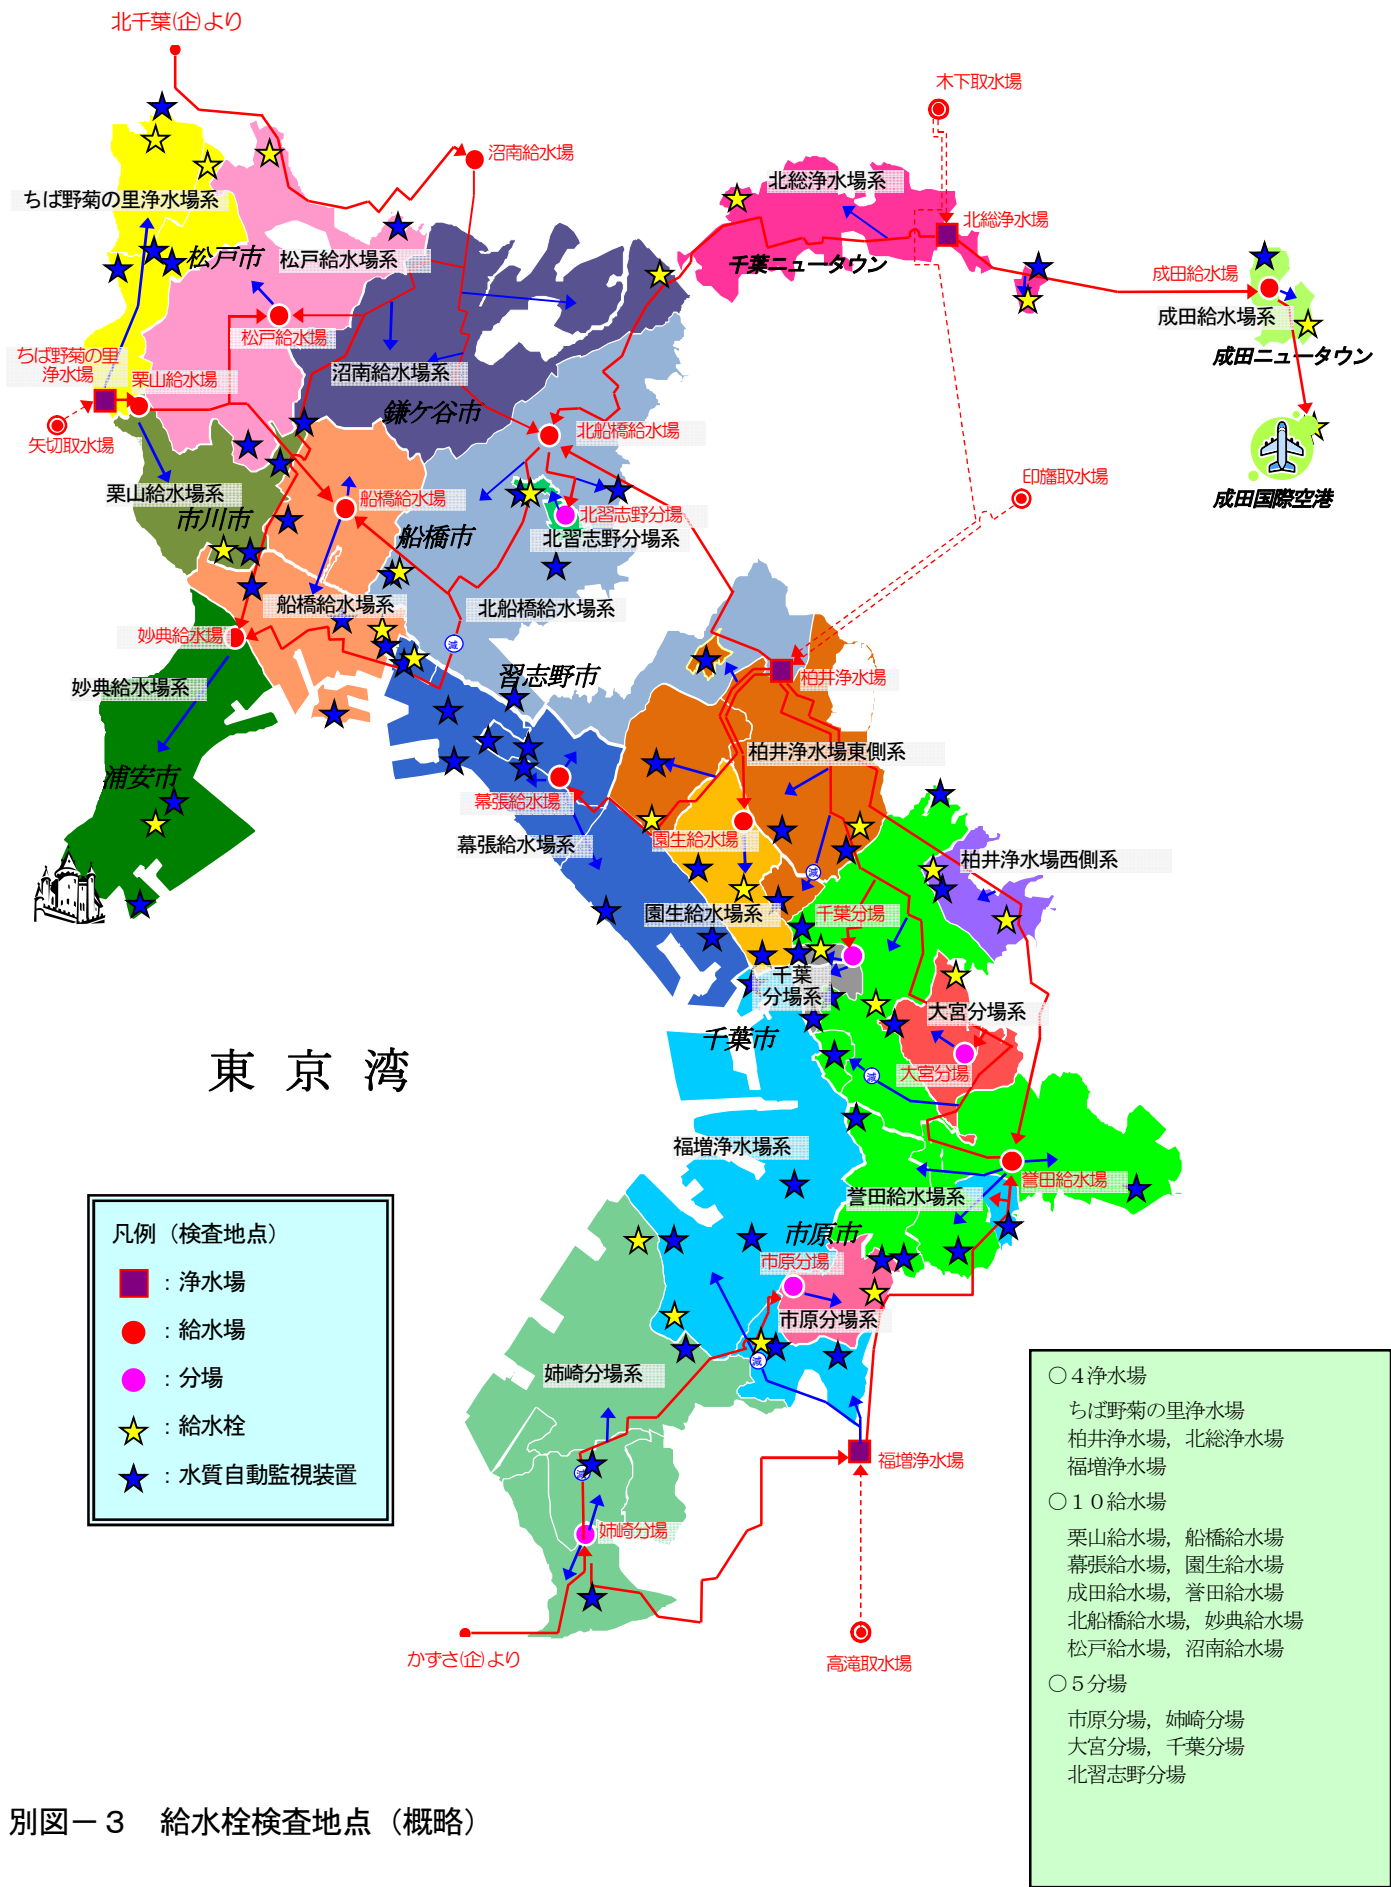 北千葉(企)より
木下取水場
沼南給水場
北総浄水場系
ちば野菊の里浄水場系
北総浄水場
松戸市
松戸給水場系
千葉ニュータウン
成田給水場
成田給水場系
松戸給水場
成田ニュータウン
ちば野菊の里
浄水場
栗山給水場
沼南給水場系
鎌ケ谷市
矢切取水場
北船橋給水場
印旛取水場
栗山給水場系
船橋給水場
成田国際空港
市川市
北習志野分場
船橋市
北習志野分場系
船橋給水場系
北船橋給水場系
妙典給水場
減
習志野市
柏井浄水場
妙典給水場系
柏井浄水場東側系
浦安市
幕張給水場
幕張給水場系
園生給水場
柏井浄水場西側系
減
園生給水場系
千葉分場
千葉
分場系
大宮分場系
千葉市
東京湾
減
大宮分場
福増浄水場系
誉田給水場
誉田給水場系
市原市
市原分場
市原分場系
減
姉崎分場系
福増浄水場
減
姉崎分場
かずさ(企)より
高滝取水場
凡例（検査地点）
：浄水場
：給水場
：分場
：給水栓
：水質自動監視装置
○４浄水場
ちば野菊の里浄水場
柏井浄水場，北総浄水場
福増浄水場
○１０給水場
栗山給水場，船橋給水場
幕張給水場，園生給水場
成田給水場，誉田給水場
北船橋給水場，妙典給水場
松戸給水場，沼南給水場
○５分場
市原分場，姉崎分場
大宮分場，千葉分場
北習志野分場
別図－３　給水栓検査地点（概略）